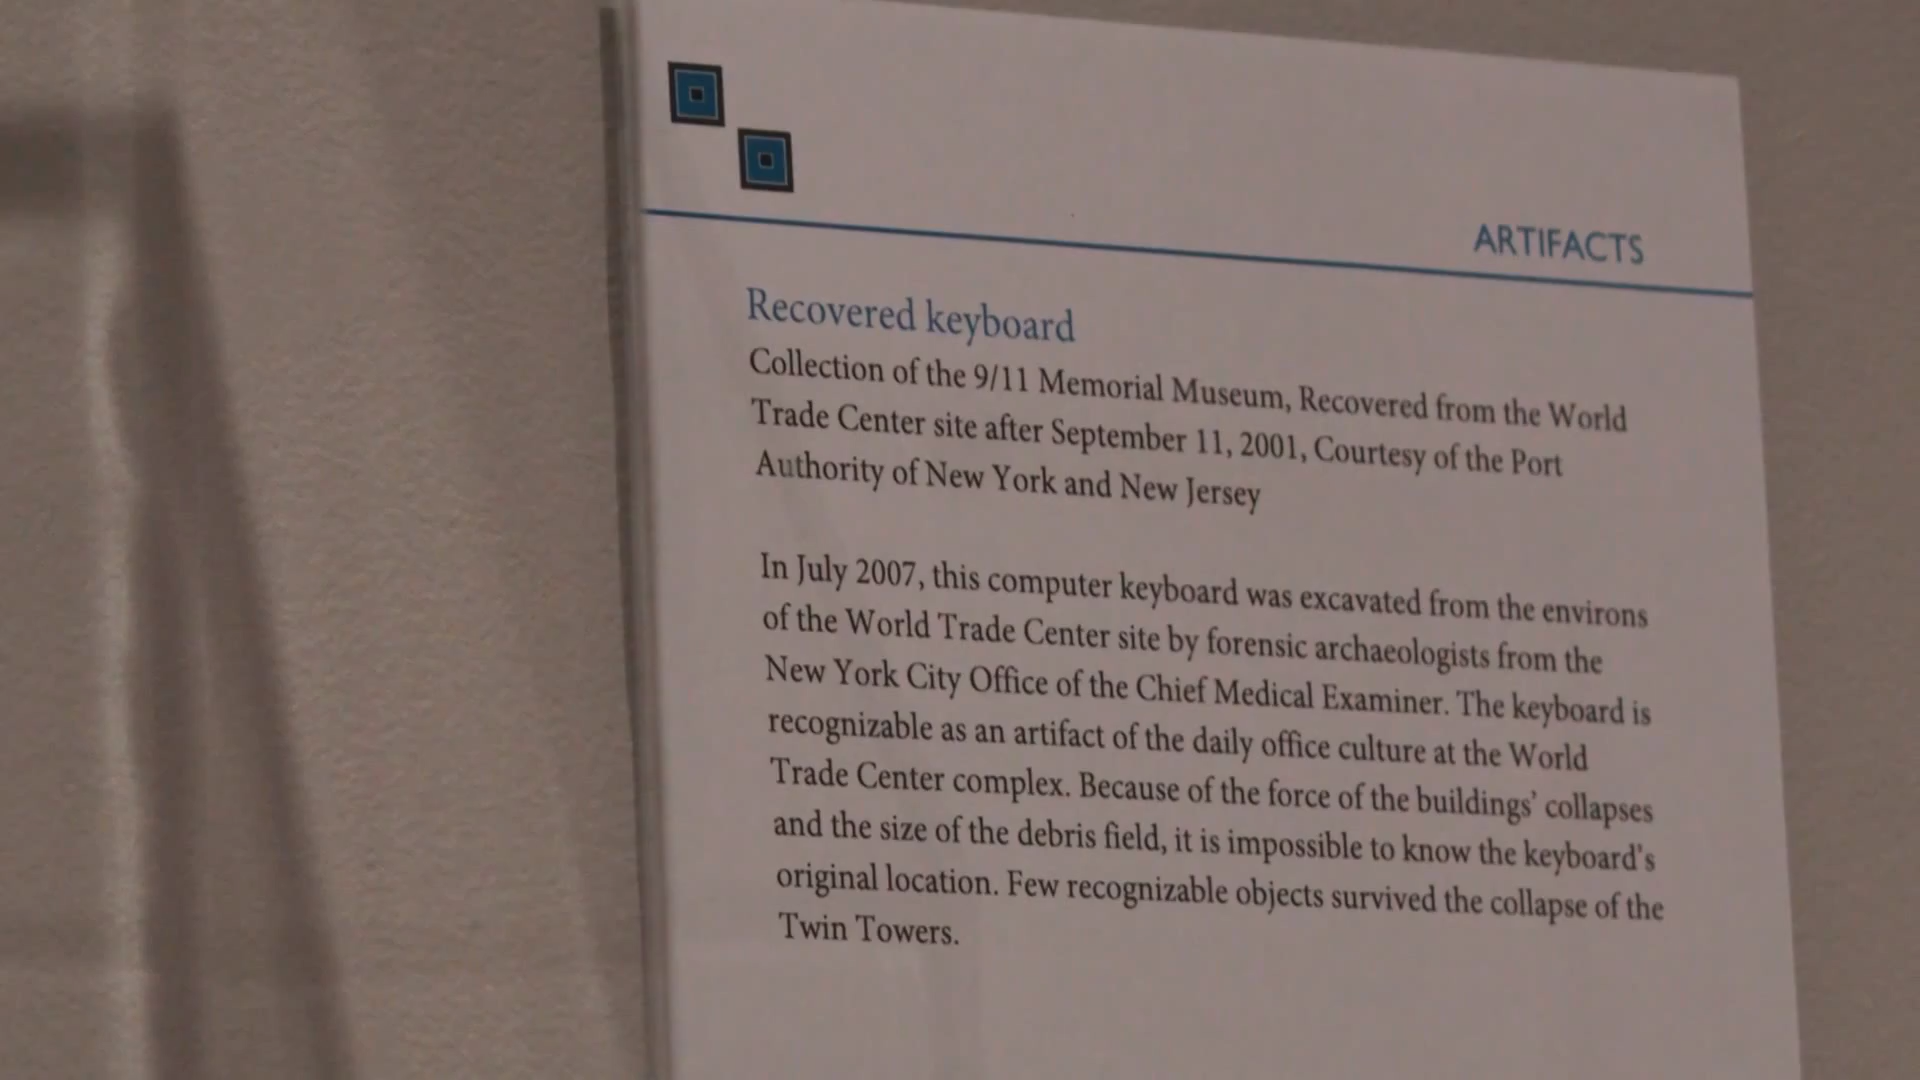 ARTIFACTS
Recovered keyboard
Collection of the 9/11 Memorial Museum, Recovered from the World
Trade Center site after September 11, 2001, Courtesy of the Port
Authority of New York and New Jersey
In July 2007, this computer keyboard was excavated from the environs
of the World Trade Center site by forensic archaeologists from the
New York City Office of the Chief Medical Examiner. The keyboard is
recognizable as an artifact of the daily office culture at the World
Trade Center complex. Because of the force of the buildings’ collapses
and the size of the debris field, it is impossible to know the keyboard's
original location. Few recognizable objects survived the collapse of the
Twin Towers.